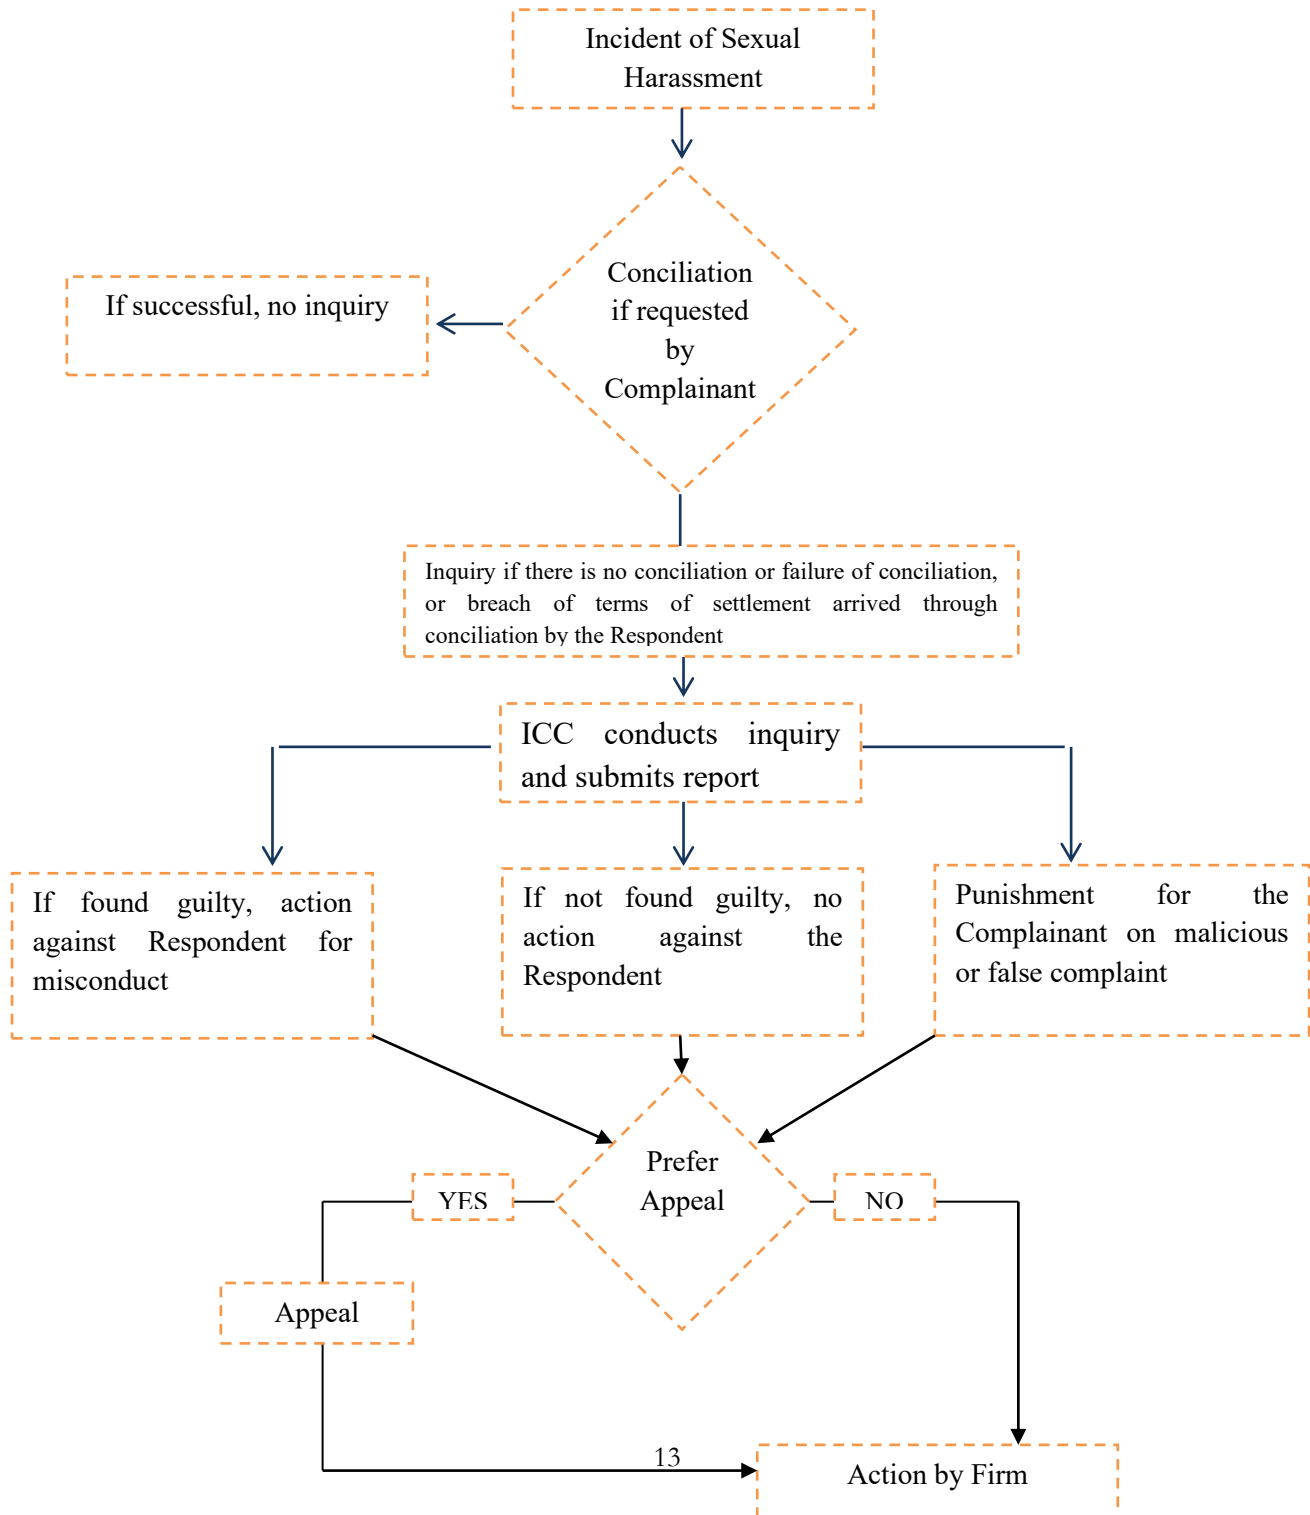 Incident of Sexual
Harassment
Conciliation
if requested
by
Complainant
If successful, no inquiry
Inquiry if there is no conciliation or failure of conciliation,
or breach of terms of settlement arrived through
conciliation by the Respondent
ICC conducts inquiry
and submits report
If found guilty, action
against Respondent for
misconduct
If not found guilty, no
action against the
Respondent
Punishment for the
Complainant on malicious
or false complaint
Prefer
Appeal
YES
NO
Appeal
13
Action by Firm